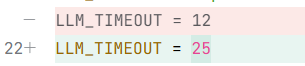 - LLM_TIMEOUT = 12
22+ LLM_TIMEOUT = 25